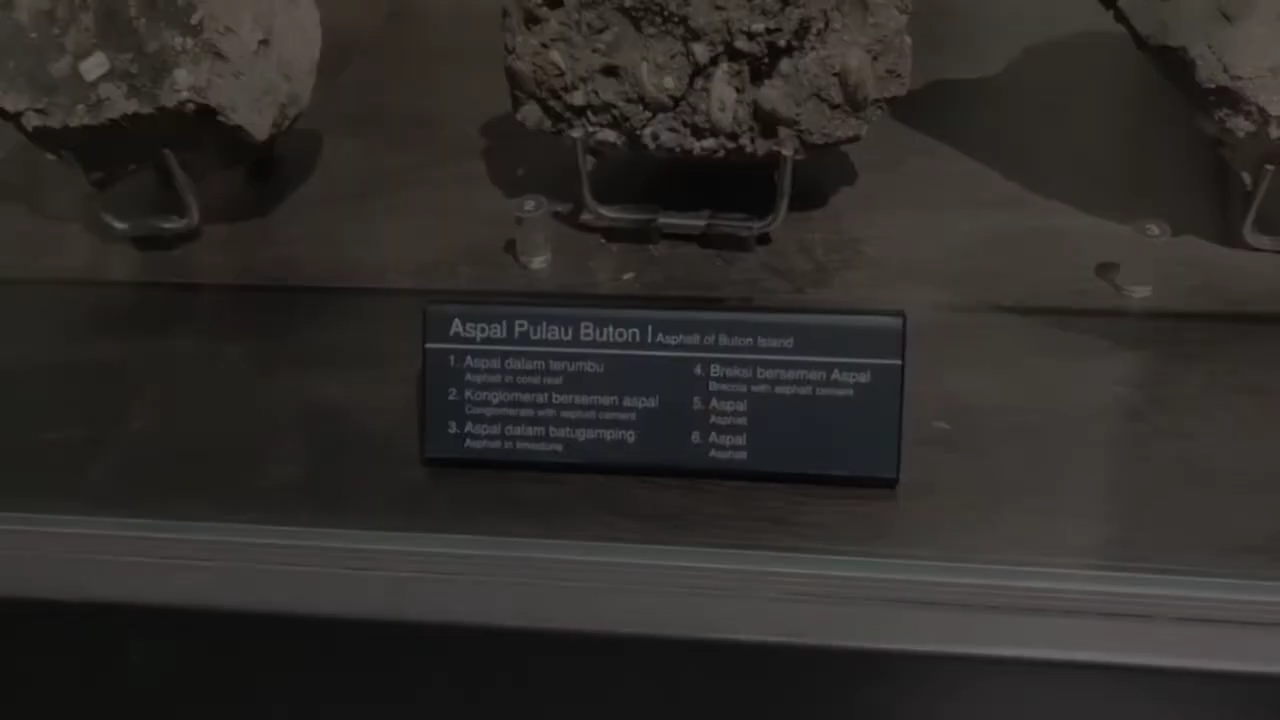 2
3
Aspal Pulau Buton | Asphalt of Buton Island
1. Aspal dalam terumbu
Asphalt in coral reef
2. Konglomerat bersemen aspal
Conglomerate with asphalt cement
3. Aspal dalam batugamping
Asphalt in limestone
4. Breksi bersemen Aspal
Breccia with asphalt cement
5. Aspal
Asphalt
6. Aspal
Asphalt